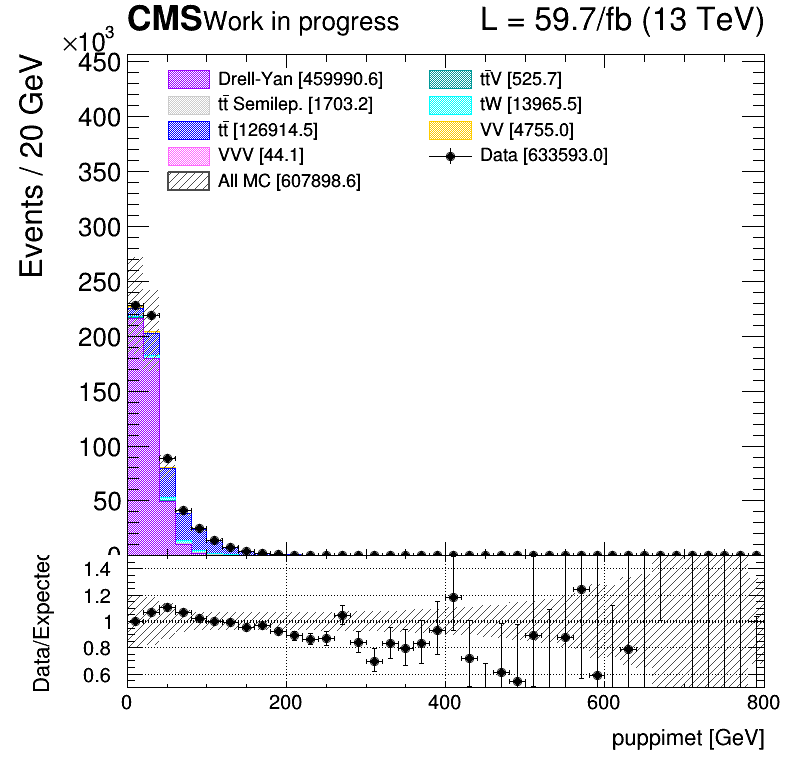 CMS Work in progress L = 59.7/fb (13 TeV)
×10³
Events / 20 GeV
450
400
350
300
250
200
150
100
50
0
Drell-Yan [459990.6]
tt̄ Semilep. [1703.2]
tt̄ [126914.5]
VVV [44.1]
All MC [607898.6]
tt̄V [525.7]
tW [13965.5]
VV [4755.0]
Data [633593.0]
Data/Expected
1.4
1.2
1
0.8
0.6
0 200 400 600 800
puppimet [GeV]